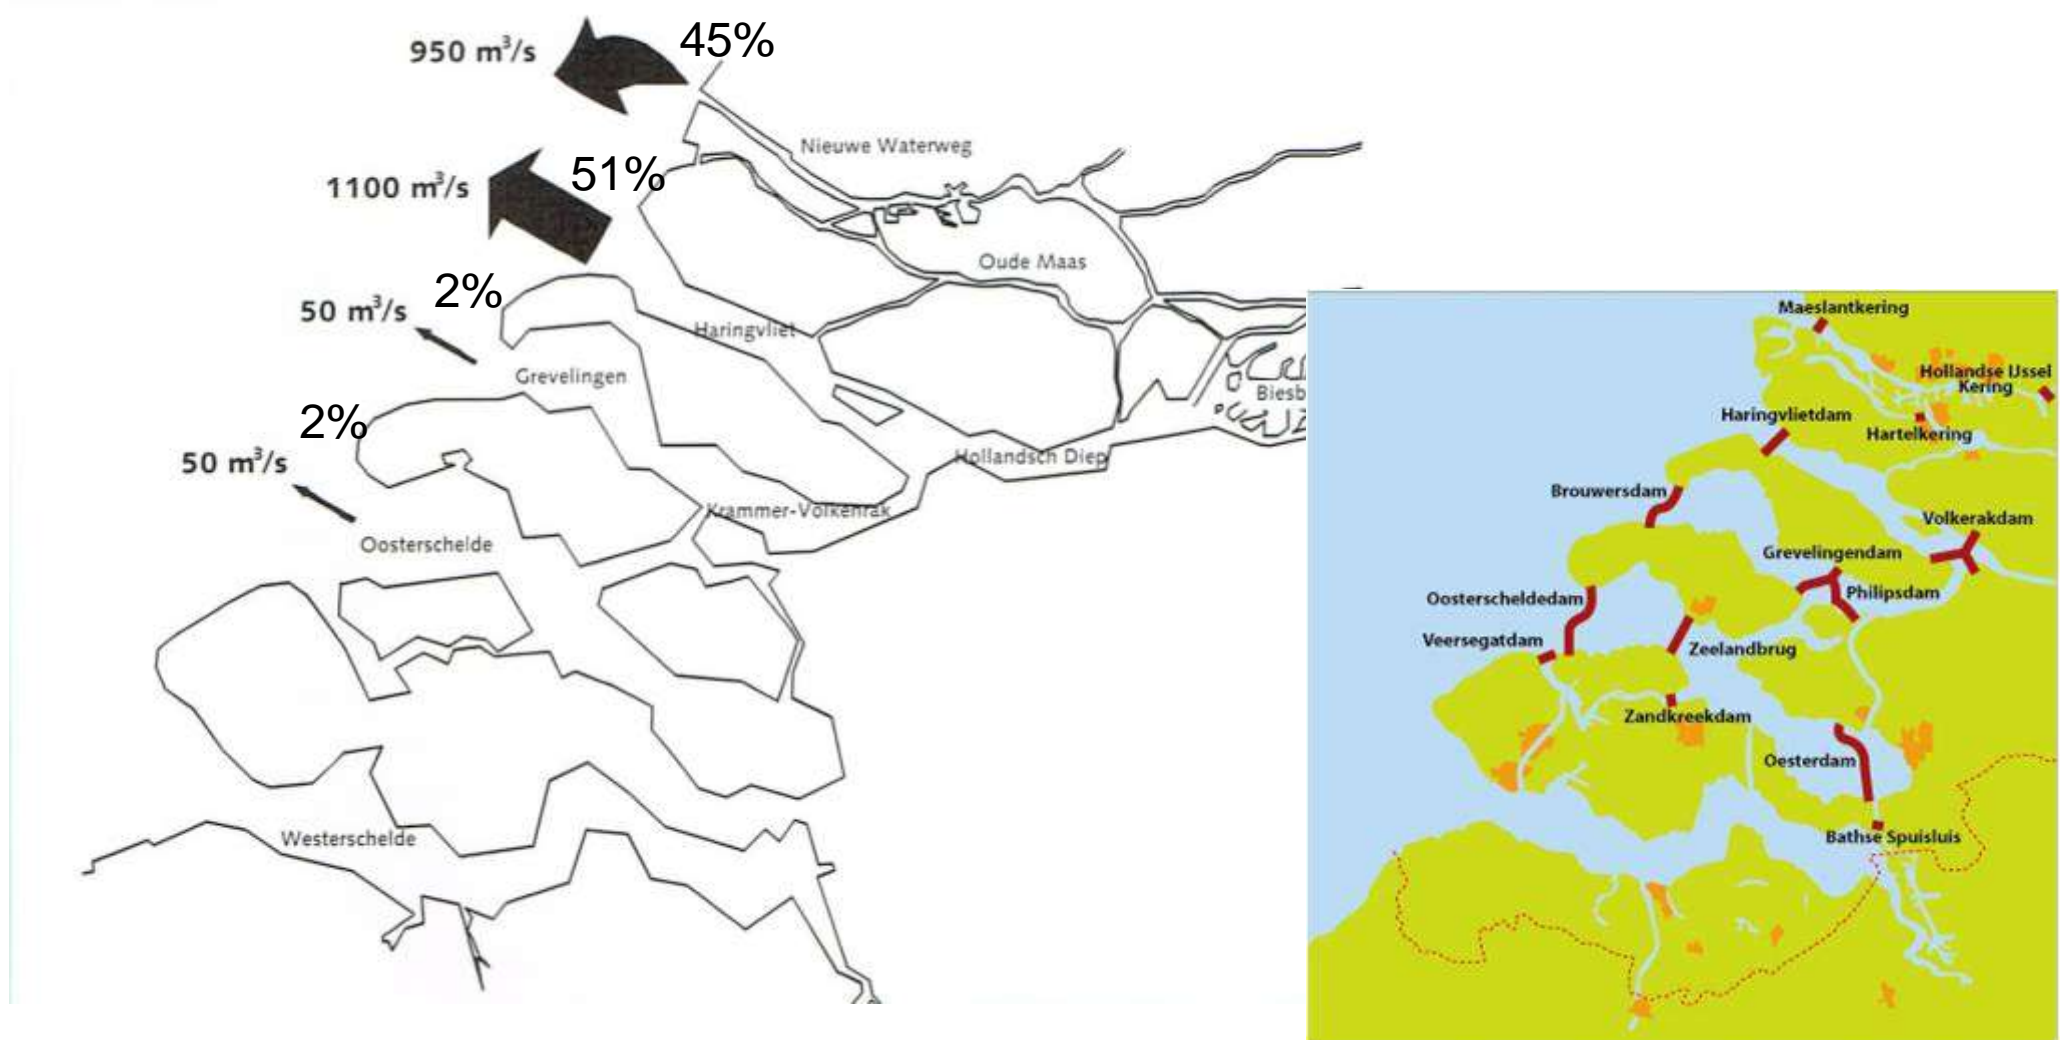 950 m³/s
45%
Nieuwe Waterweg
1100 m³/s
51%
Oude Maas
50 m³/s
2%
Haringvliet
Grevelingen
Biesb
2%
50 m³/s
Hollandsch Diep
Krammer-Volkenrak
Oosterschelde
Westerschelde
Maeslantkering
Hollandse IJssel
Kering
Haringvlietdam
Hartelkering
Brouwersdam
Volkerakdam
Grevelingendam
Philipsdam
Oosterscheldedam
Veersegatdam
Zeelandbrug
Zandkreekdam
Oesterdam
Bathse Spuisluis